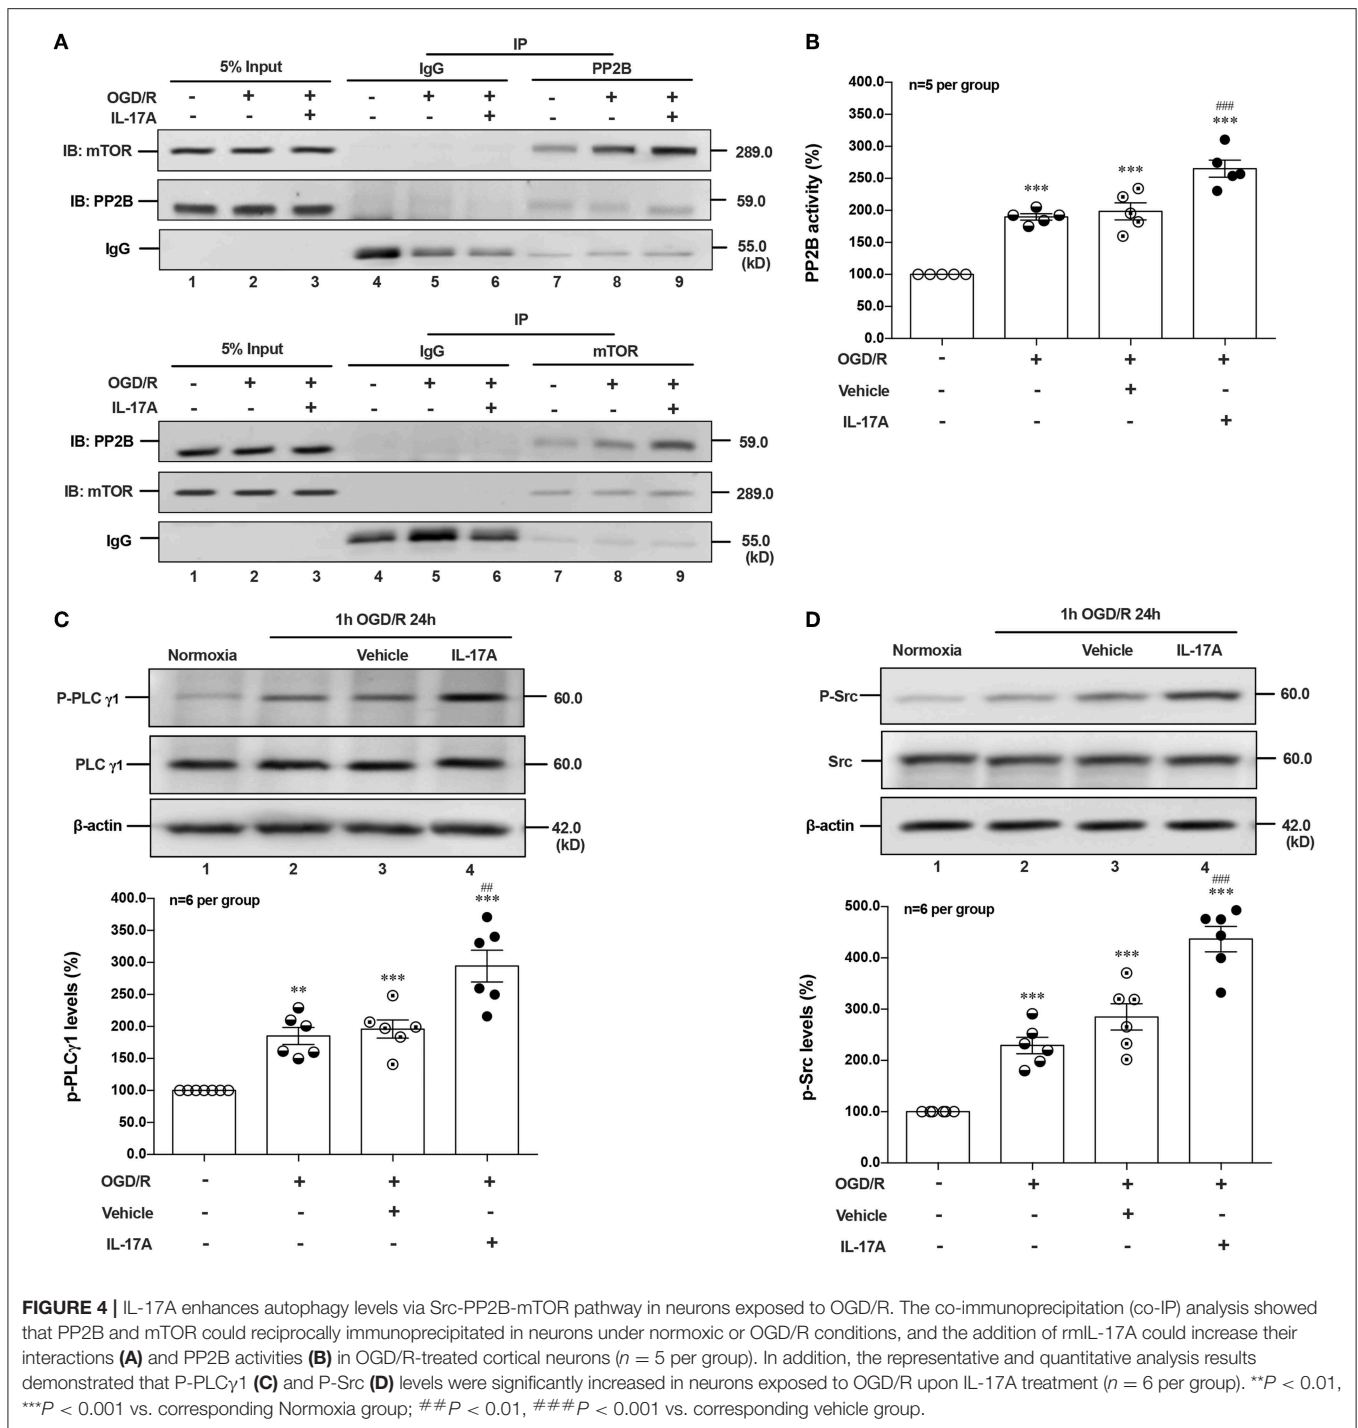 A
IP
5% Input IgG PP2B
OGD/R - + + - + + - + +
IL-17A - - + - - + - - +
IB: mTOR 289.0
IB: PP2B 59.0
IgG 55.0
(kD)
1 2 3 4 5 6 7 8 9
IP
5% Input IgG mTOR
OGD/R - + + - + + - + +
IL-17A - - + - - + - - +
IB: PP2B 59.0
IB: mTOR 289.0
IgG 55.0
(kD)
1 2 3 4 5 6 7 8 9
B
n=5 per group
PP2B activity (%)
400.0
350.0
300.0
250.0
200.0
150.0
100.0
50.0
0.0
***
***
###
***
OGD/R - + + +
Vehicle - - + -
IL-17A - - - +
C
1h OGD/R 24h
Normoxia Vehicle IL-17A
P-PLC γ1 60.0
PLC γ1 60.0
β-actin 42.0
(kD)
1 2 3 4
n=6 per group
p-PLCγ1 levels (%)
400.0
350.0
300.0
250.0
200.0
150.0
100.0
50.0
0.0
**
***
##
***
OGD/R - + + +
Vehicle - - + -
IL-17A - - - +
D
1h OGD/R 24h
Normoxia Vehicle IL-17A
P-Src 60.0
Src 60.0
β-actin 42.0
(kD)
1 2 3 4
n=6 per group
p-Src levels (%)
500.0
400.0
300.0
200.0
100.0
0.0
***
***
###
***
OGD/R - + + +
Vehicle - - + -
IL-17A - - - +
FIGURE 4 | IL-17A enhances autophagy levels via Src-PP2B-mTOR pathway in neurons exposed to OGD/R. The co-immunoprecipitation (co-IP) analysis showed
that PP2B and mTOR could reciprocally immunoprecipitated in neurons under normoxic or OGD/R conditions, and the addition of rmIL-17A could increase their
interactions (A) and PP2B activities (B) in OGD/R-treated cortical neurons (n = 5 per group). In addition, the representative and quantitative analysis results
demonstrated that P-PLCγ1 (C) and P-Src (D) levels were significantly increased in neurons exposed to OGD/R upon IL-17A treatment (n = 6 per group). **P < 0.01,
***P < 0.001 vs. corresponding Normoxia group; ##P < 0.01, ###P < 0.001 vs. corresponding vehicle group.